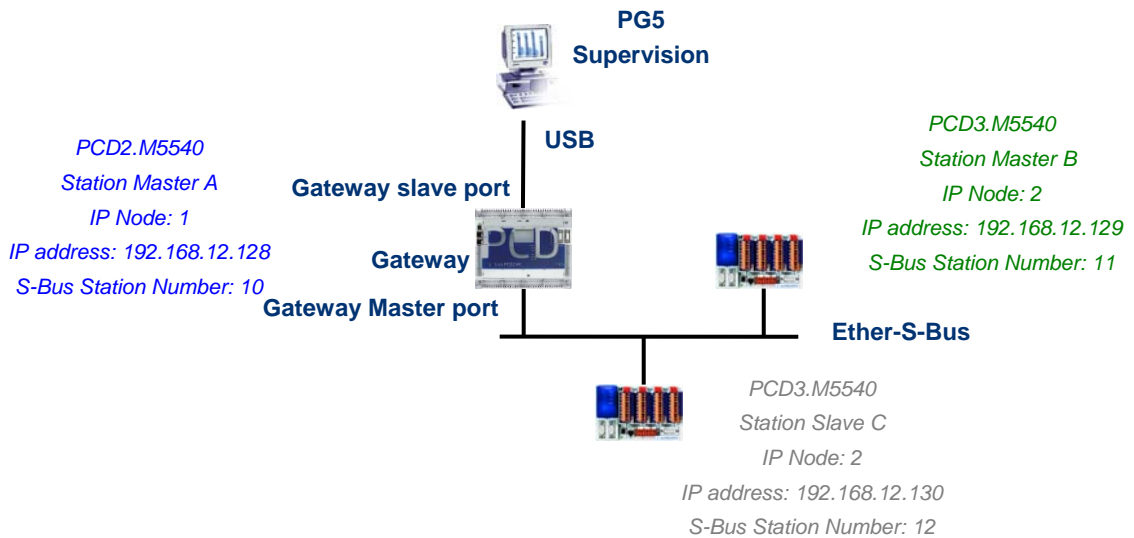 PG5
Supervision
USB
PCD2.M5540
Station Master A
IP Node: 1
IP address: 192.168.12.128
S-Bus Station Number: 10
Gateway slave port
Gateway
PCD
Gateway Master port
PCD3.M5540
Station Master B
IP Node: 2
IP address: 192.168.12.129
S-Bus Station Number: 11
Ether-S-Bus
PCD3.M5540
Station Slave C
IP Node: 2
IP address: 192.168.12.130
S-Bus Station Number: 12